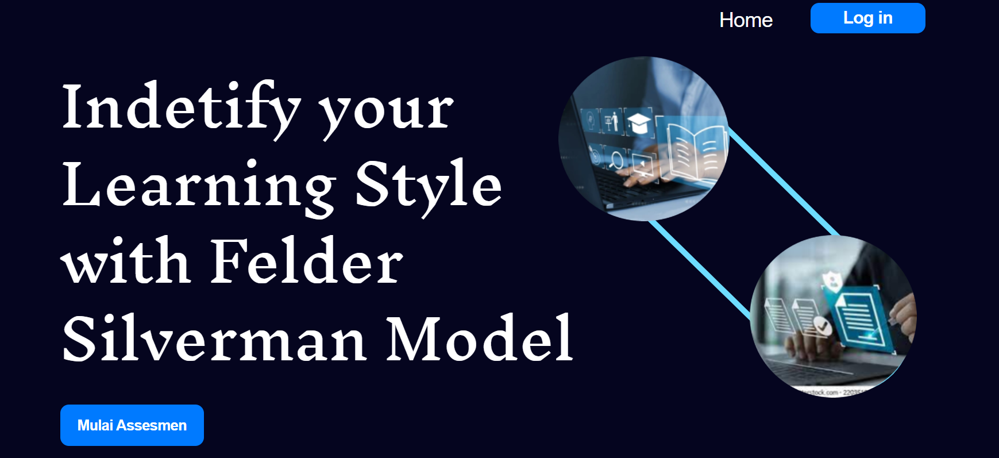 Home
Log in
Indetify your
Learning Style
with Felder
Silverman Model
Mulai Assesmen